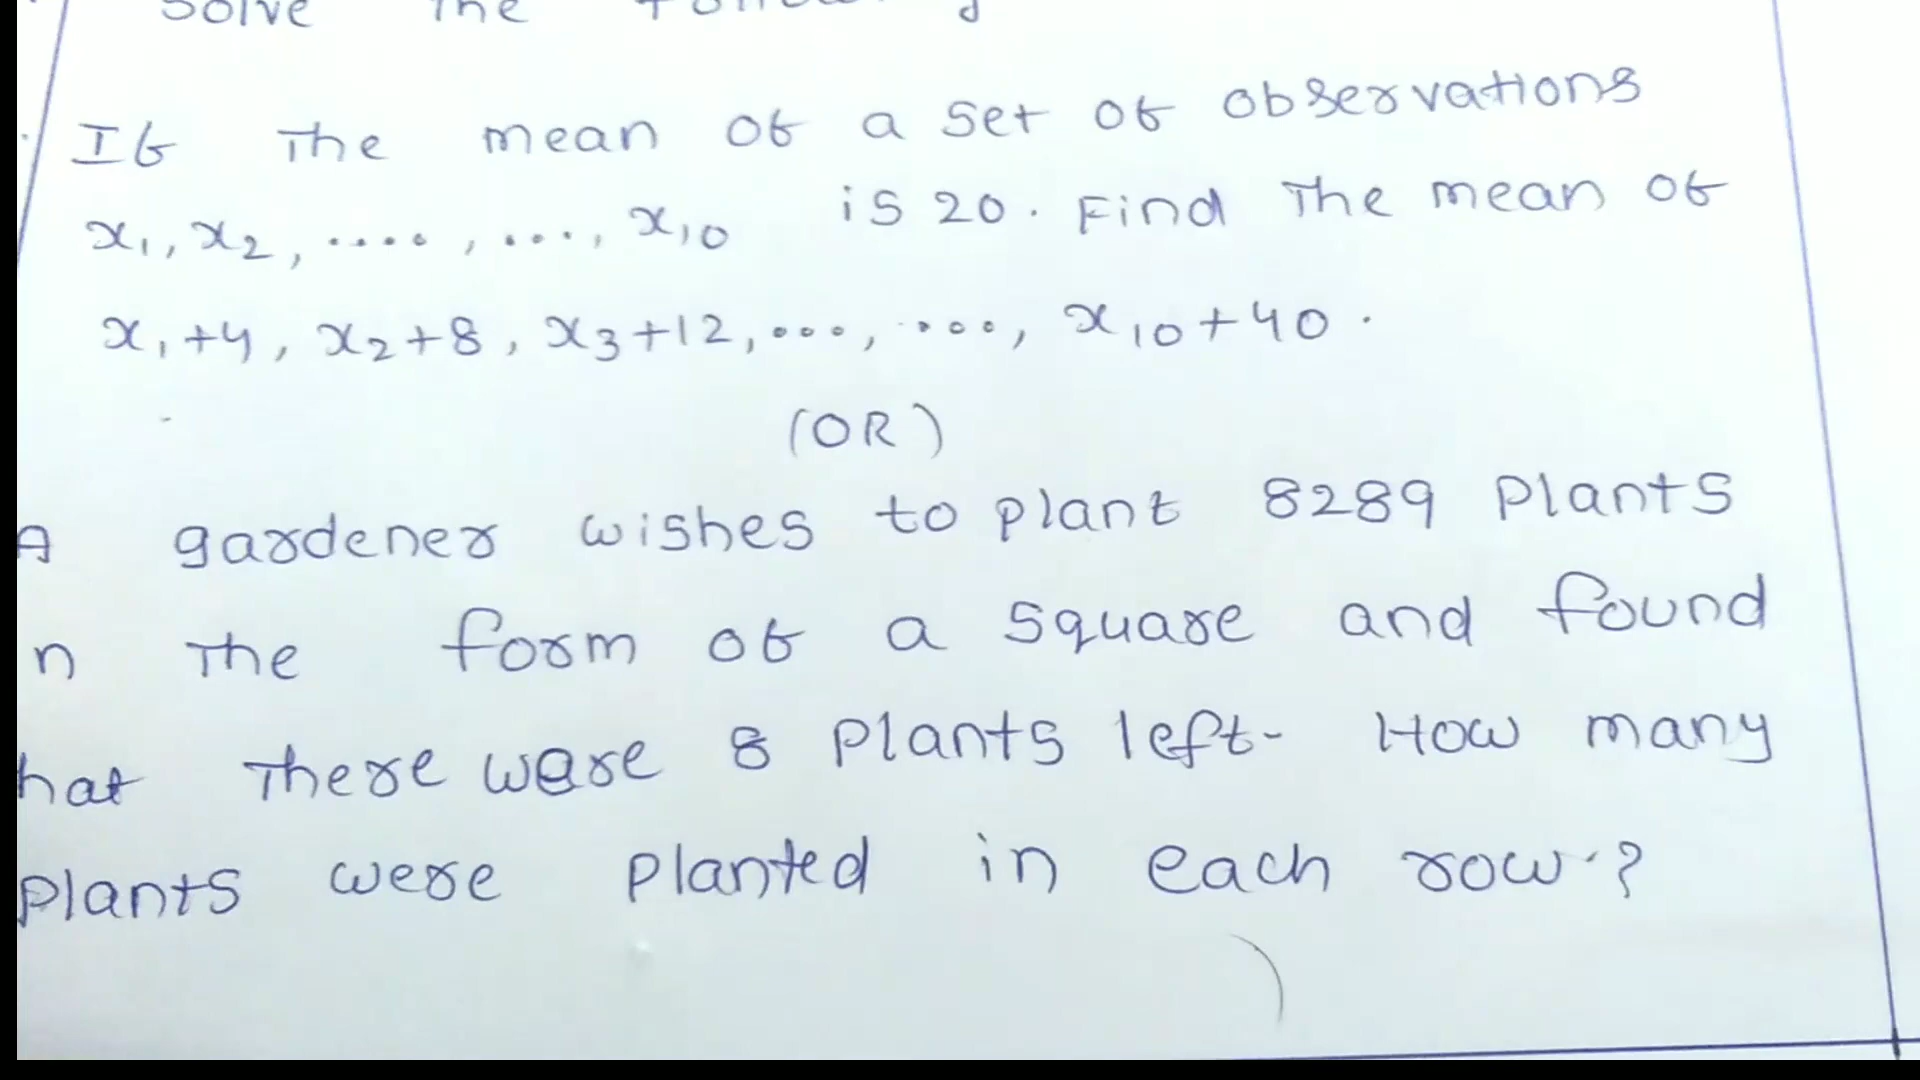 Solve The
If The mean of a set of observations
x₁, x₂, ...., ..., x₁₀ is 20. Find The mean of
x₁+4, x₂+8, x₃+12, ..., ..., x₁₀+40.
(OR)
A gardener wishes to plant 8289 Plants
n The form of a square and found
hat There were 8 Plants left- How many
Plants were Planted in each row?